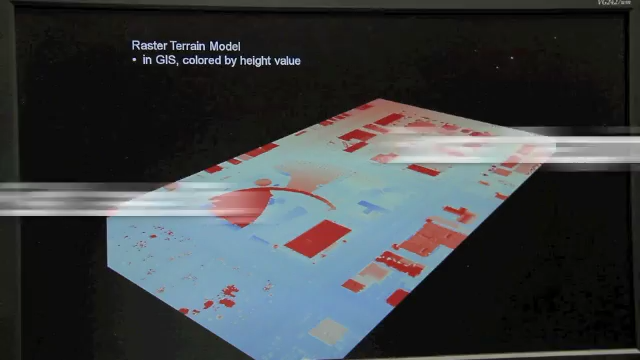 Raster Terrain Model
• in GIS, colored by height value